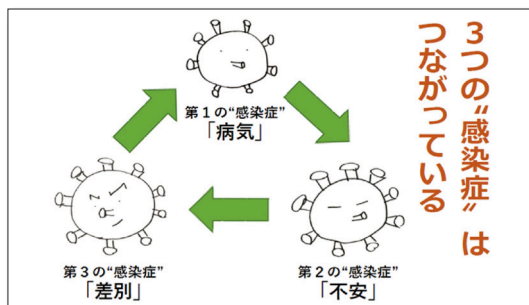 3つの“感染症”は
つながっている
第1の“感染症”
「病気」
第2の“感染症”
「不安」
第3の“感染症”
「差別」